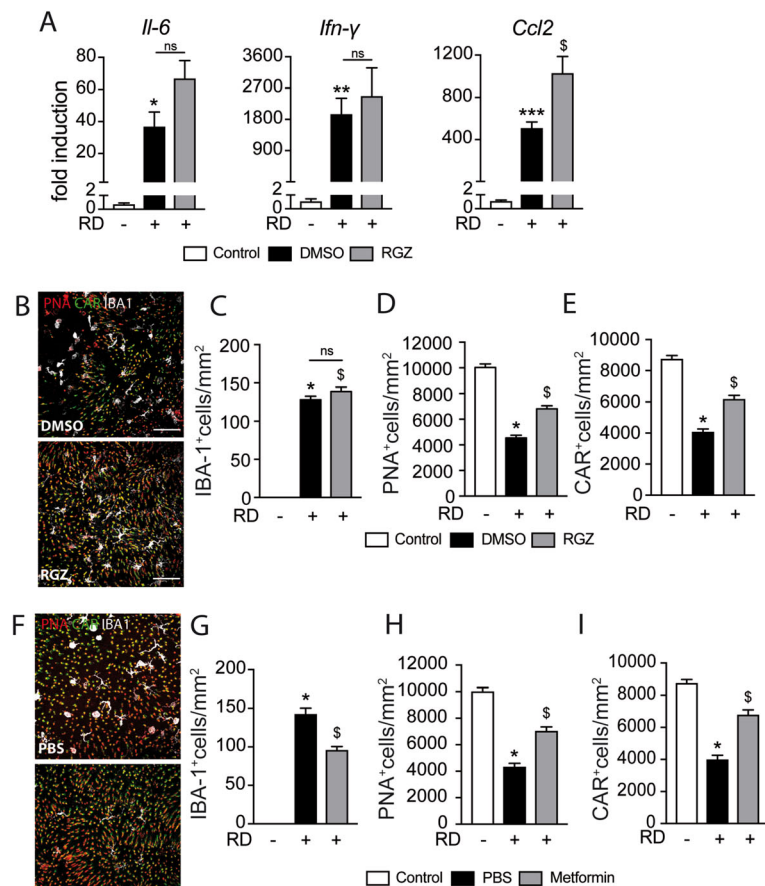 A
Il-6
Ifn-γ
Ccl2
fold induction
80
60
40
20
2
0
ns
*
3600
2700
1800
900
2
0
ns
**
1200
800
400
2
0
$
***
RD - + +
RD - + +
RD - + +
Control DMSO RGZ
B
PNA CAR IBA1
DMSO
RGZ
C
IBA-1+cells/mm2
200
150
100
50
0
ns
*
$
RD - + +
D
PNA+cells/mm2
12000
10000
8000
6000
4000
2000
0
*
$
RD - + +
E
CAR+cells/mm2
10000
8000
6000
4000
2000
0
*
$
RD - + +
Control DMSO RGZ
F
PNA CAR IBA1
PBS
G
IBA-1+cells/mm2
200
150
100
50
0
*
$
RD - + +
H
PNA+cells/mm2
12000
10000
8000
6000
4000
2000
0
*
$
RD - + +
I
CAR+cells/mm2
10000
8000
6000
4000
2000
0
*
$
RD - + +
Control PBS Metformin